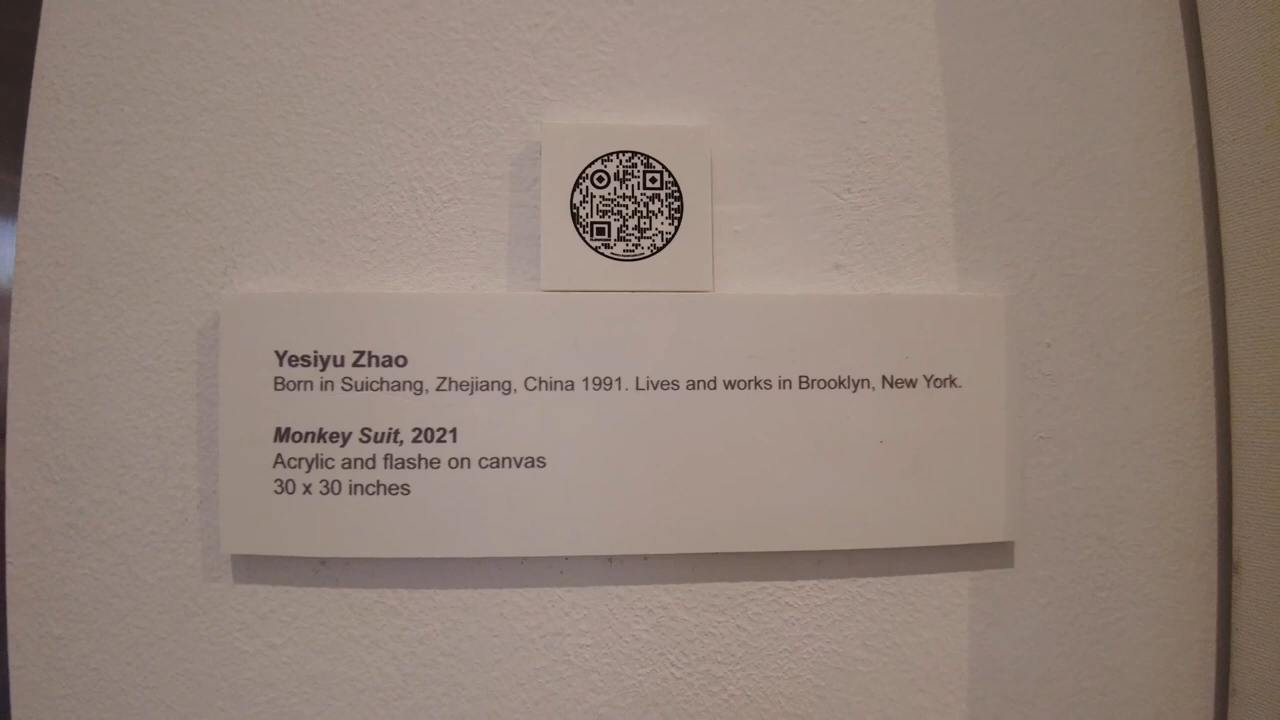 Yesiyu Zhao
Born in Suichang, Zhejiang, China 1991. Lives and works in Brooklyn, New York.
Monkey Suit, 2021
Acrylic and flashe on canvas
30 x 30 inches